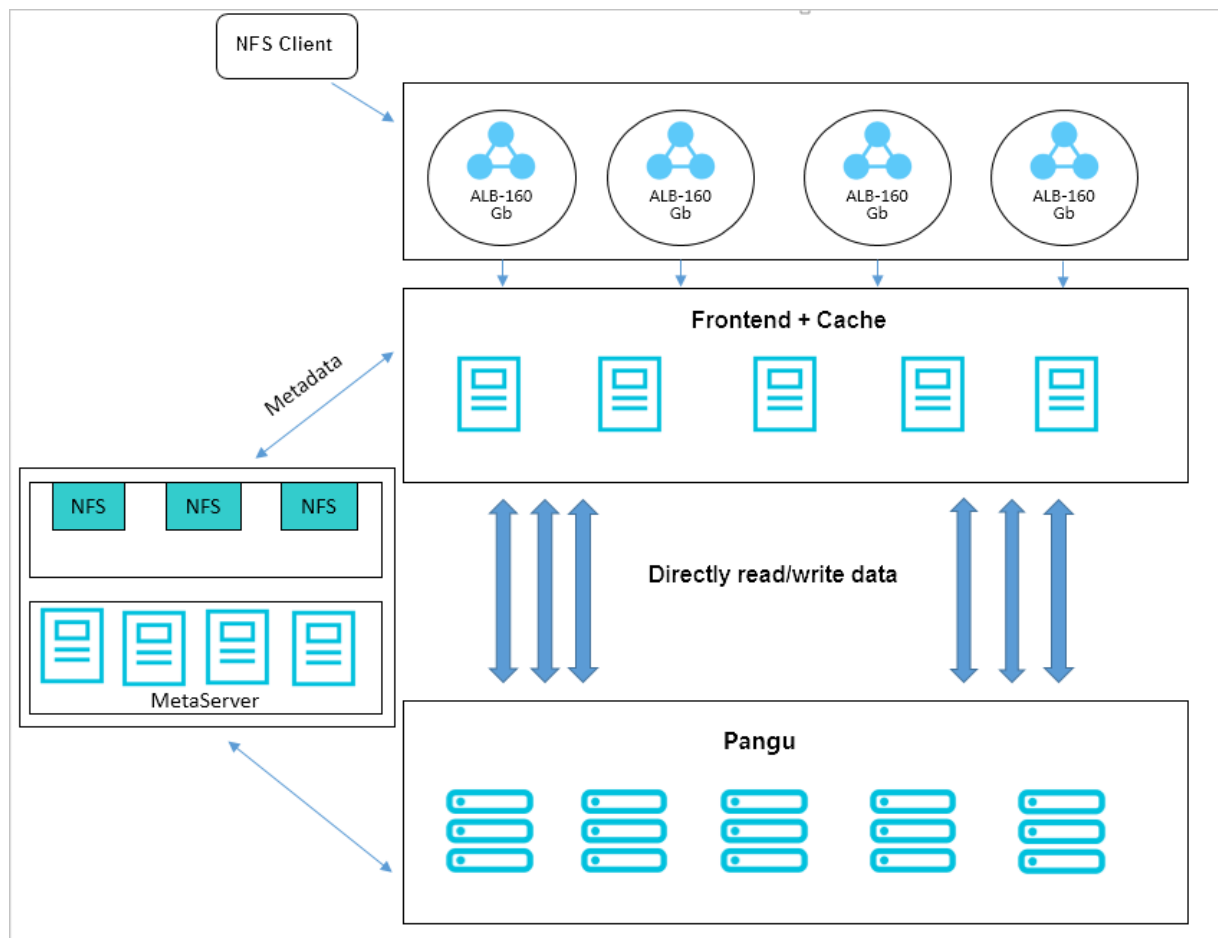 NFS Client
ALB-160
Gb
ALB-160
Gb
ALB-160
Gb
ALB-160
Gb
Frontend + Cache
Metadata
NFS
NFS
NFS
Directly read/write data
MetaServer
Pangu